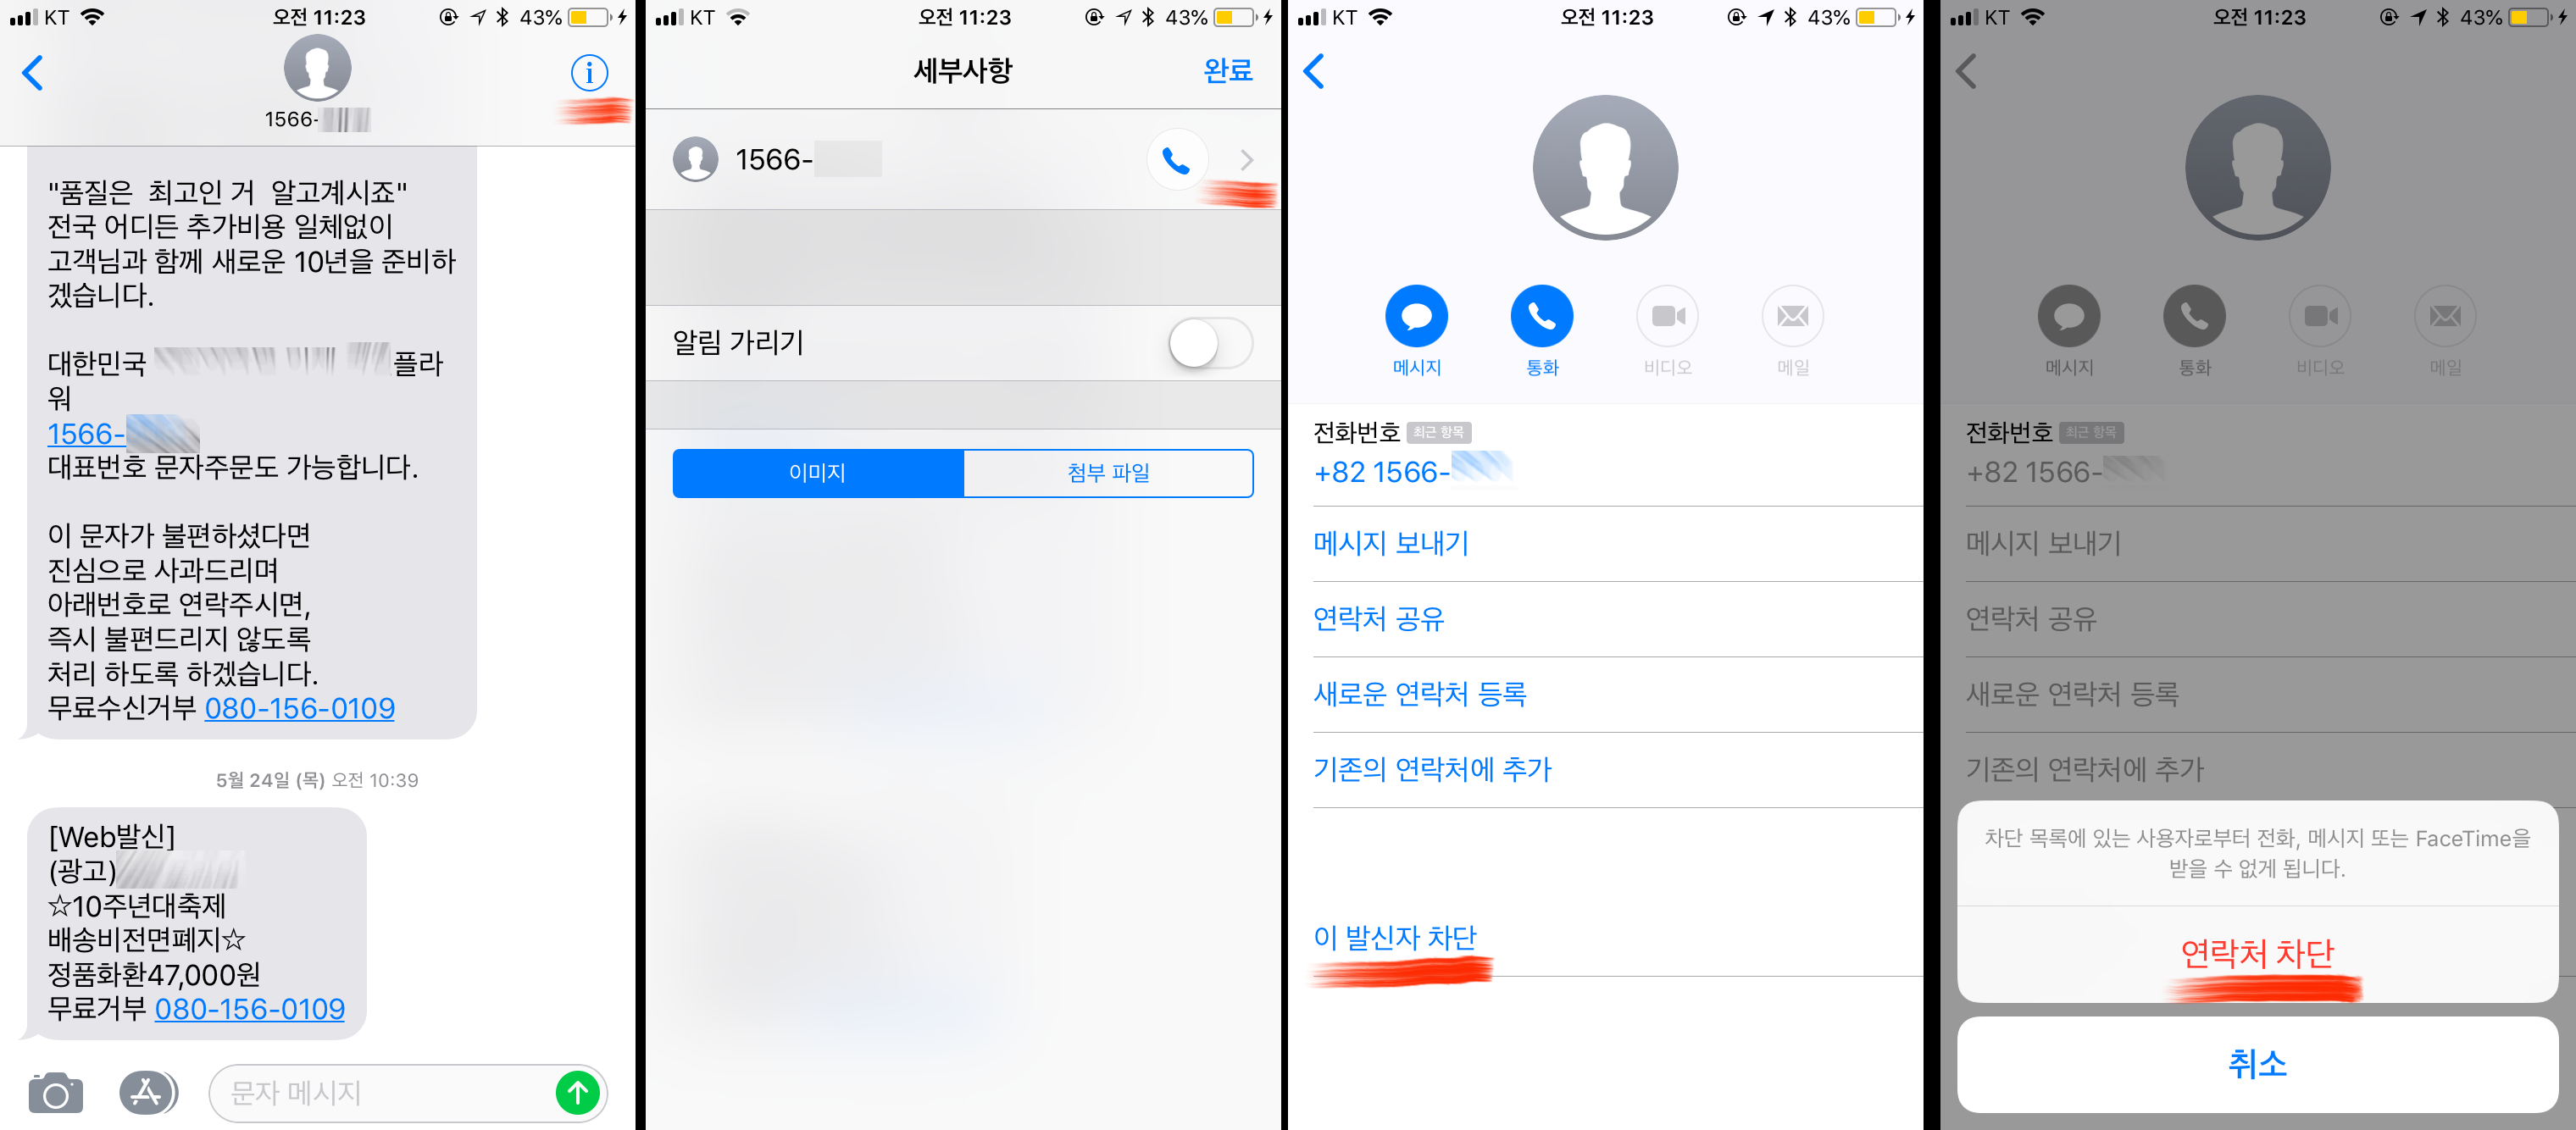 KT 오전 11:23 43%
1566-
"품질은 최고인 거 알고계시죠"
전국 어디든 추가비용 일체없이
고객님과 함께 새로운 10년을 준비하
겠습니다.
대한민국 플라
워
1566-
대표번호 문자주문도 가능합니다.
이 문자가 불편하셨다면
진심으로 사과드리며
아래번호로 연락주시면,
즉시 불편드리지 않도록
처리 하도록 하겠습니다.
무료수신거부 080-156-0109
5월 24일 (목) 오전 10:39
[Web발신]
(광고)
☆10주년대축제
배송비전면폐지☆
정품화환47,000원
무료거부 080-156-0109
문자 메시지
KT 오전 11:23 43%
세부사항 완료
1566-
알림 가리기
이미지 첨부 파일
KT 오전 11:23 43%
메시지 통화 비디오 메일
전화번호 최근 항목
+82 1566-
메시지 보내기
연락처 공유
새로운 연락처 등록
기존의 연락처에 추가
이 발신자 차단
KT 오전 11:23 43%
메시지 통화 비디오 메일
전화번호 최근 항목
+82 1566-
메시지 보내기
연락처 공유
새로운 연락처 등록
기존의 연락처에 추가
차단 목록에 있는 사용자로부터 전화, 메시지 또는 FaceTime을
받을 수 없게 됩니다.
연락처 차단
취소